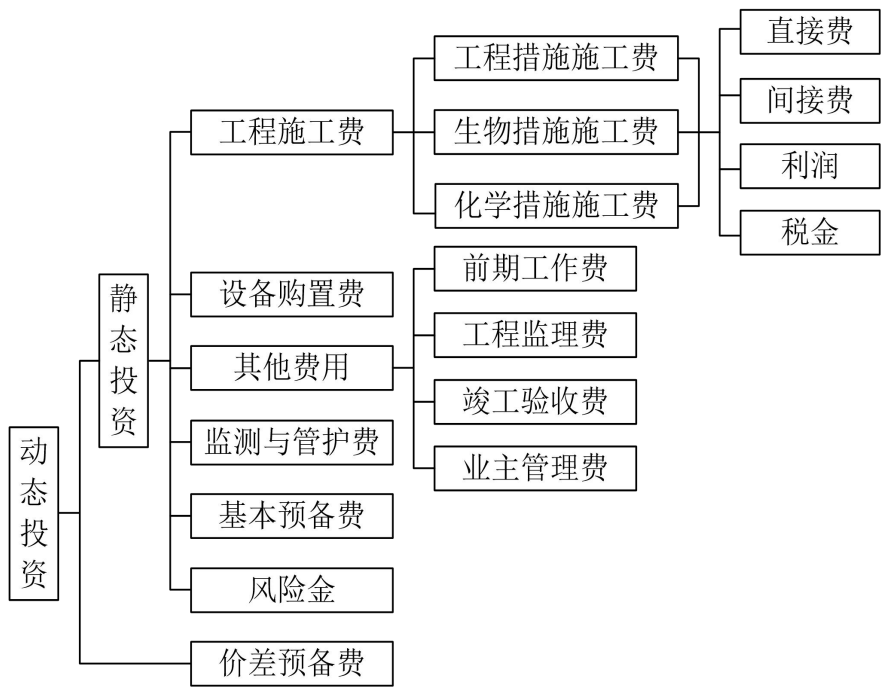 动态投资
静态投资
工程施工费
工程措施施工费
生物措施施工费
化学措施施工费
直接费
间接费
利润
税金
设备购置费
其他费用
前期工作费
工程监理费
竣工验收费
业主管理费
监测与管护费
基本预备费
风险金
价差预备费